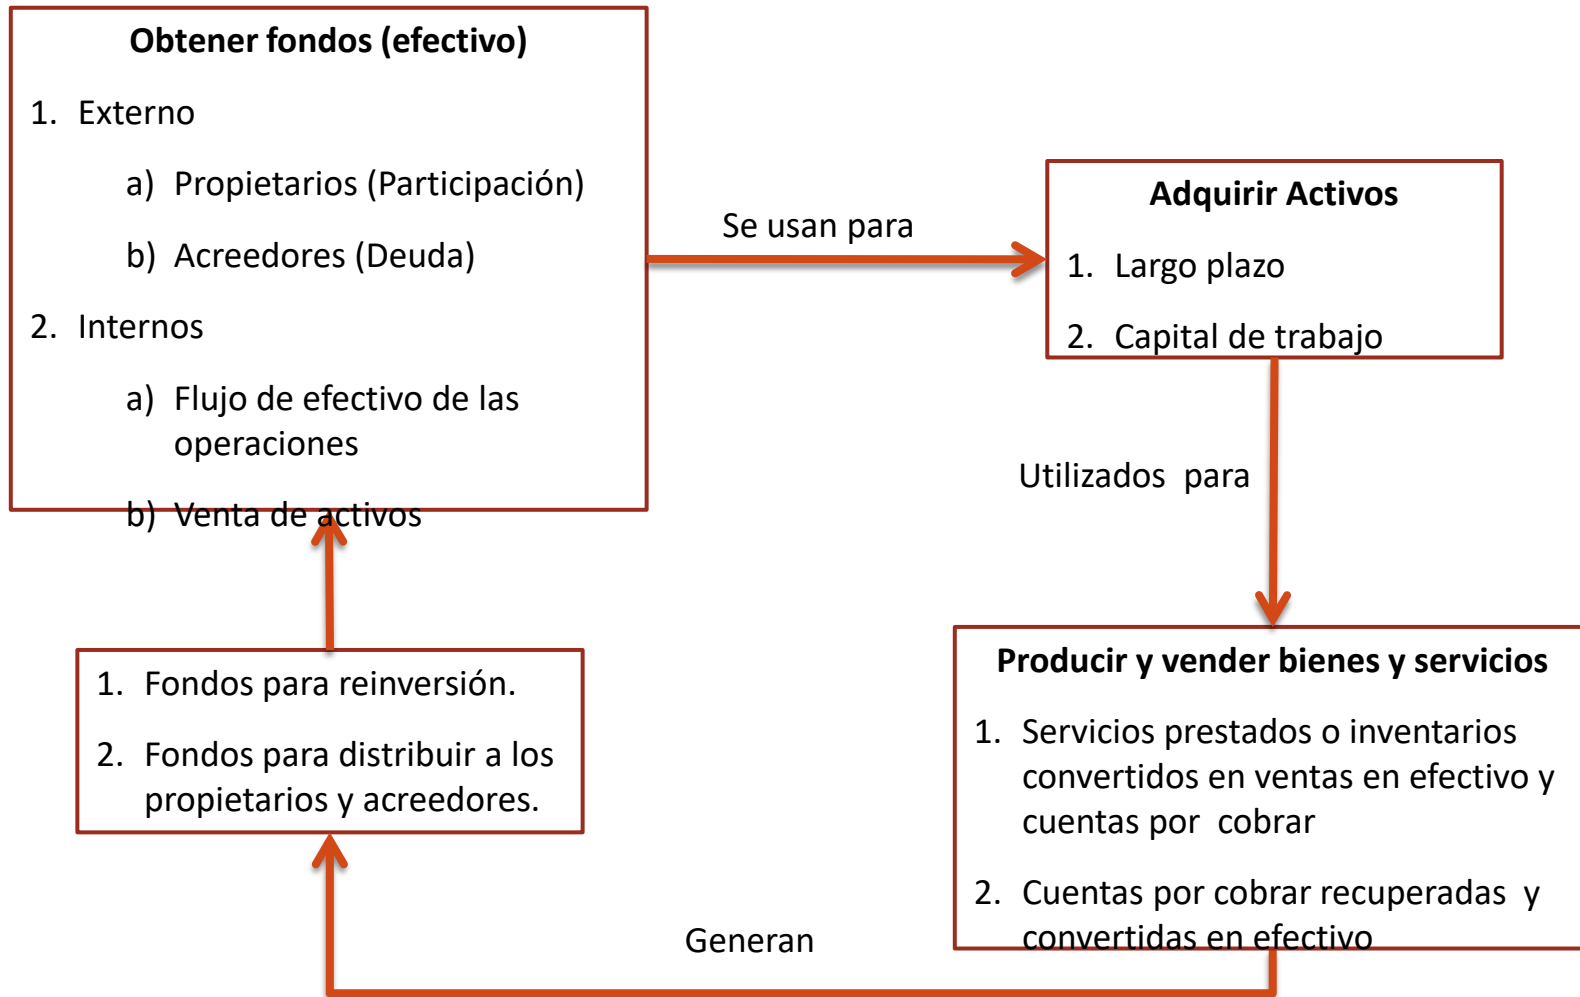 Obtener fondos (efectivo)
1. Externo
a) Propietarios (Participación)
b) Acreedores (Deuda)
2. Internos
a) Flujo de efectivo de las
operaciones
b) Venta de activos
Se usan para
Adquirir Activos
1. Largo plazo
2. Capital de trabajo
Utilizados para
Producir y vender bienes y servicios
1. Servicios prestados o inventarios
convertidos en ventas en efectivo y
cuentas por cobrar
2. Cuentas por cobrar recuperadas y
convertidas en efectivo
Generan
1. Fondos para reinversión.
2. Fondos para distribuir a los
propietarios y acreedores.